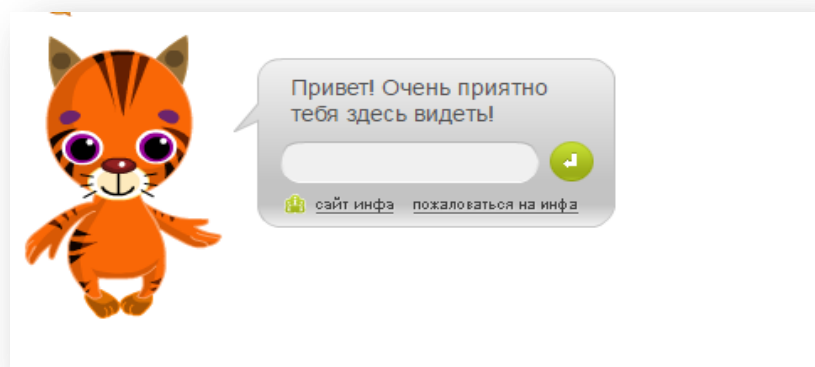 Привет! Очень приятно
тебя здесь видеть!
сайт инфа пожаловаться на инфа